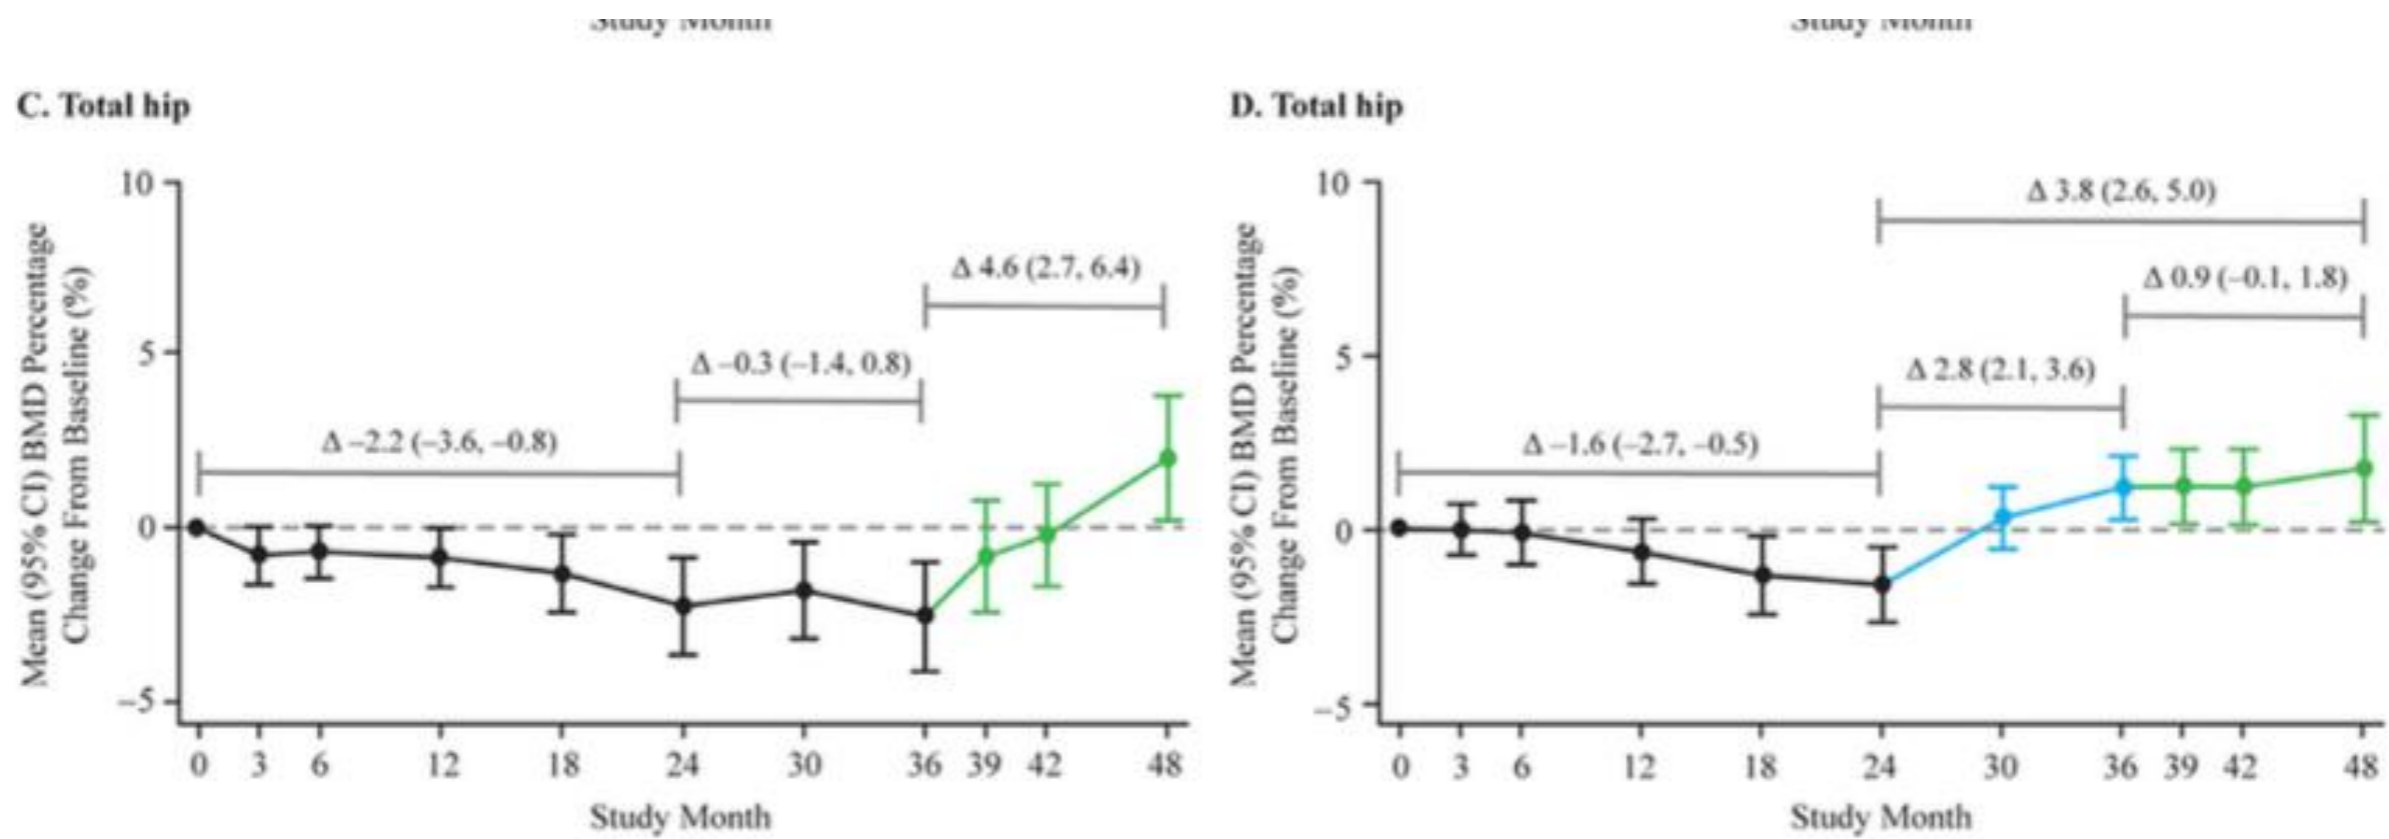 Study Month
Study Month
C. Total hip
Mean (95% CI) BMD Percentage
Change From Baseline (%)
10
5
0
–5
Δ –2.2 (–3.6, –0.8)
Δ –0.3 (–1.4, 0.8)
Δ 4.6 (2.7, 6.4)
0 3 6 12 18 24 30 36 39 42 48
Study Month
D. Total hip
Mean (95% CI) BMD Percentage
Change From Baseline (%)
10
5
0
–5
Δ 3.8 (2.6, 5.0)
Δ 0.9 (–0.1, 1.8)
Δ 2.8 (2.1, 3.6)
Δ –1.6 (–2.7, –0.5)
0 3 6 12 18 24 30 36 39 42 48
Study Month